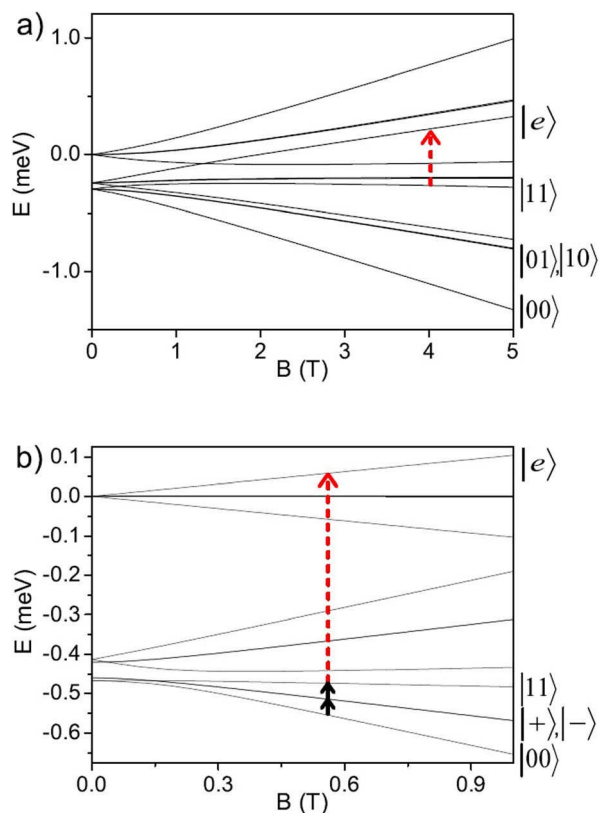 a)
1.0
0.0
-1.0
E (meV)
0 1 2 3 4 5
B (T)
|e⟩
|11⟩
|01⟩,|10⟩
|00⟩
b)
0.1
0.0
-0.1
-0.2
-0.3
-0.4
-0.5
-0.6
E (meV)
0.0 0.3 0.6 0.9
B (T)
|e⟩
|11⟩
|+⟩,|−⟩
|00⟩